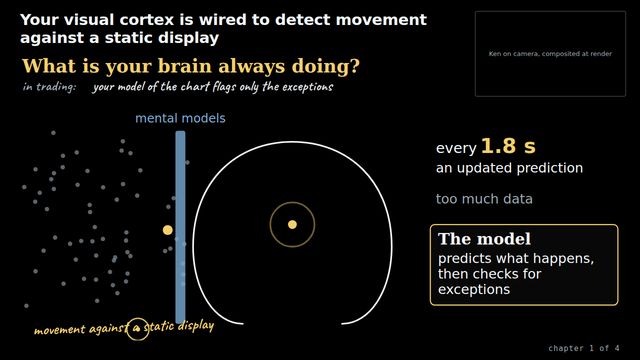 Your visual cortex is wired to detect movement
against a static display
Ken on camera, composited at render
What is your brain always doing?
in trading: your model of the chart flags only the exceptions
mental models
every 1.8 s
an updated prediction
too much data
The model
predicts what happens,
then checks for
exceptions
movement against a static display
chapter 1 of 4